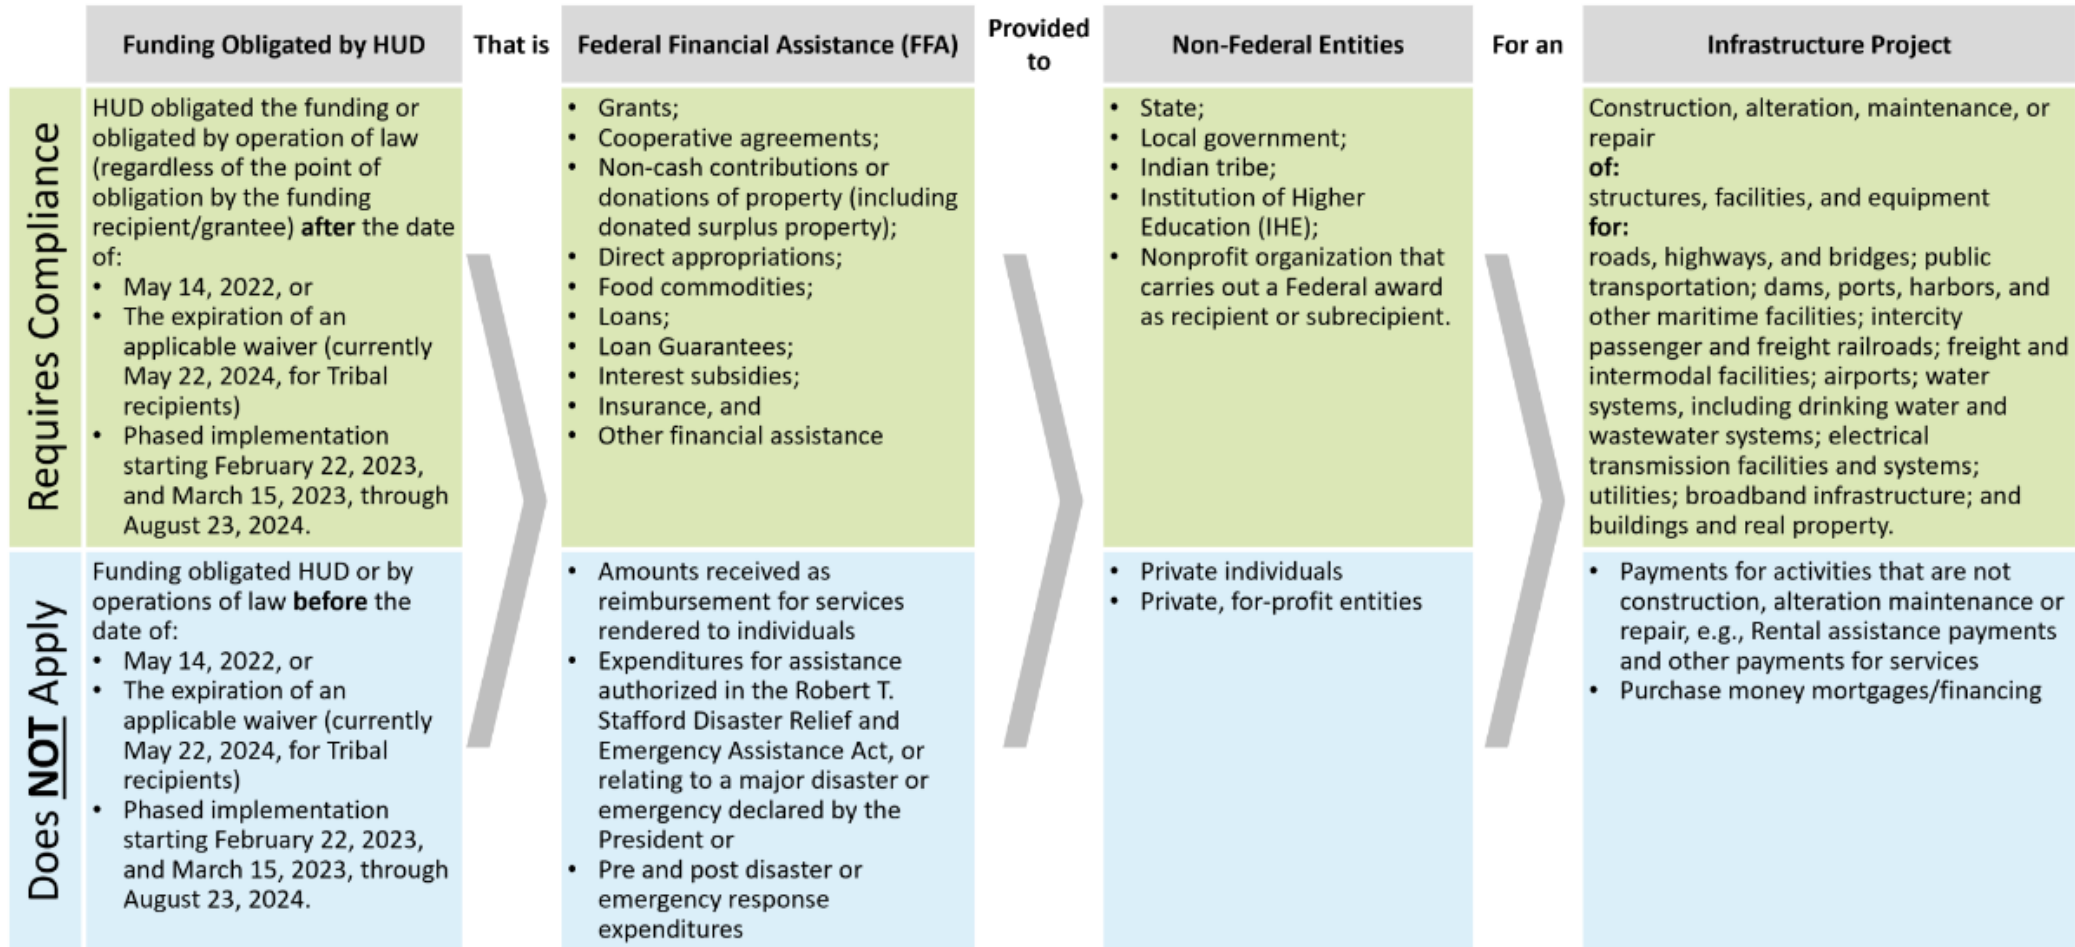 Funding Obligated by HUD
That is
Federal Financial Assistance (FFA)
Provided
to
Non-Federal Entities
For an
Infrastructure Project
Requires Compliance
HUD obligated the funding or
obligated by operation of law
(regardless of the point of
obligation by the funding
recipient/grantee) after the date
of:
• May 14, 2022, or
• The expiration of an
applicable waiver (currently
May 22, 2024, for Tribal
recipients)
• Phased implementation
starting February 22, 2023,
and March 15, 2023, through
August 23, 2024.
• Grants;
• Cooperative agreements;
• Non-cash contributions or
donations of property (including
donated surplus property);
• Direct appropriations;
• Food commodities;
• Loans;
• Loan Guarantees;
• Interest subsidies;
• Insurance, and
• Other financial assistance
• State;
• Local government;
• Indian tribe;
• Institution of Higher
Education (IHE);
• Nonprofit organization that
carries out a Federal award
as recipient or subrecipient.
Construction, alteration, maintenance, or
repair
of:
structures, facilities, and equipment
for:
roads, highways, and bridges; public
transportation; dams, ports, harbors, and
other maritime facilities; intercity
passenger and freight railroads; freight and
intermodal facilities; airports; water
systems, including drinking water and
wastewater systems; electrical
transmission facilities and systems;
utilities; broadband infrastructure; and
buildings and real property.
Does NOT Apply
Funding obligated HUD or by
operations of law before the
date of:
• May 14, 2022, or
• The expiration of an
applicable waiver (currently
May 22, 2024, for Tribal
recipients)
• Phased implementation
starting February 22, 2023,
and March 15, 2023, through
August 23, 2024.
• Amounts received as
reimbursement for services
rendered to individuals
• Expenditures for assistance
authorized in the Robert T.
Stafford Disaster Relief and
Emergency Assistance Act, or
relating to a major disaster or
emergency declared by the
President or
• Pre and post disaster or
emergency response
expenditures
• Private individuals
• Private, for-profit entities
• Payments for activities that are not
construction, alteration maintenance or
repair, e.g., Rental assistance payments
and other payments for services
• Purchase money mortgages/financing